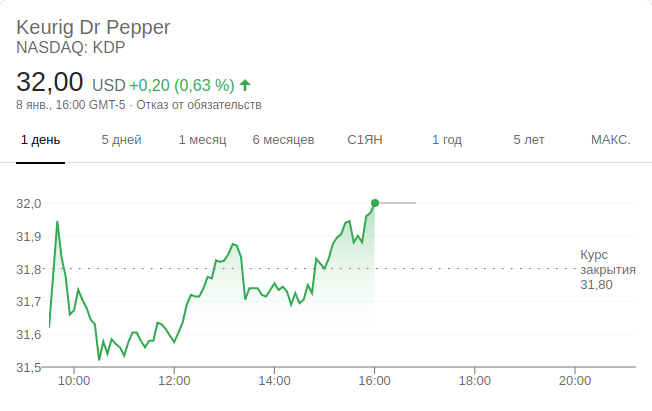 Keurig Dr Pepper
NASDAQ: KDP
32,00 USD +0,20 (0,63 %)
8 янв., 16:00 GMT-5 · Отказ от обязательств
1 день 5 дней 1 месяц 6 месяцев С1ЯН 1 год 5 лет МАКС.
32,0
31,9
31,8
31,7
31,6
31,5
Курс
закрытия
31,80
10:00 12:00 14:00 16:00 18:00 20:00